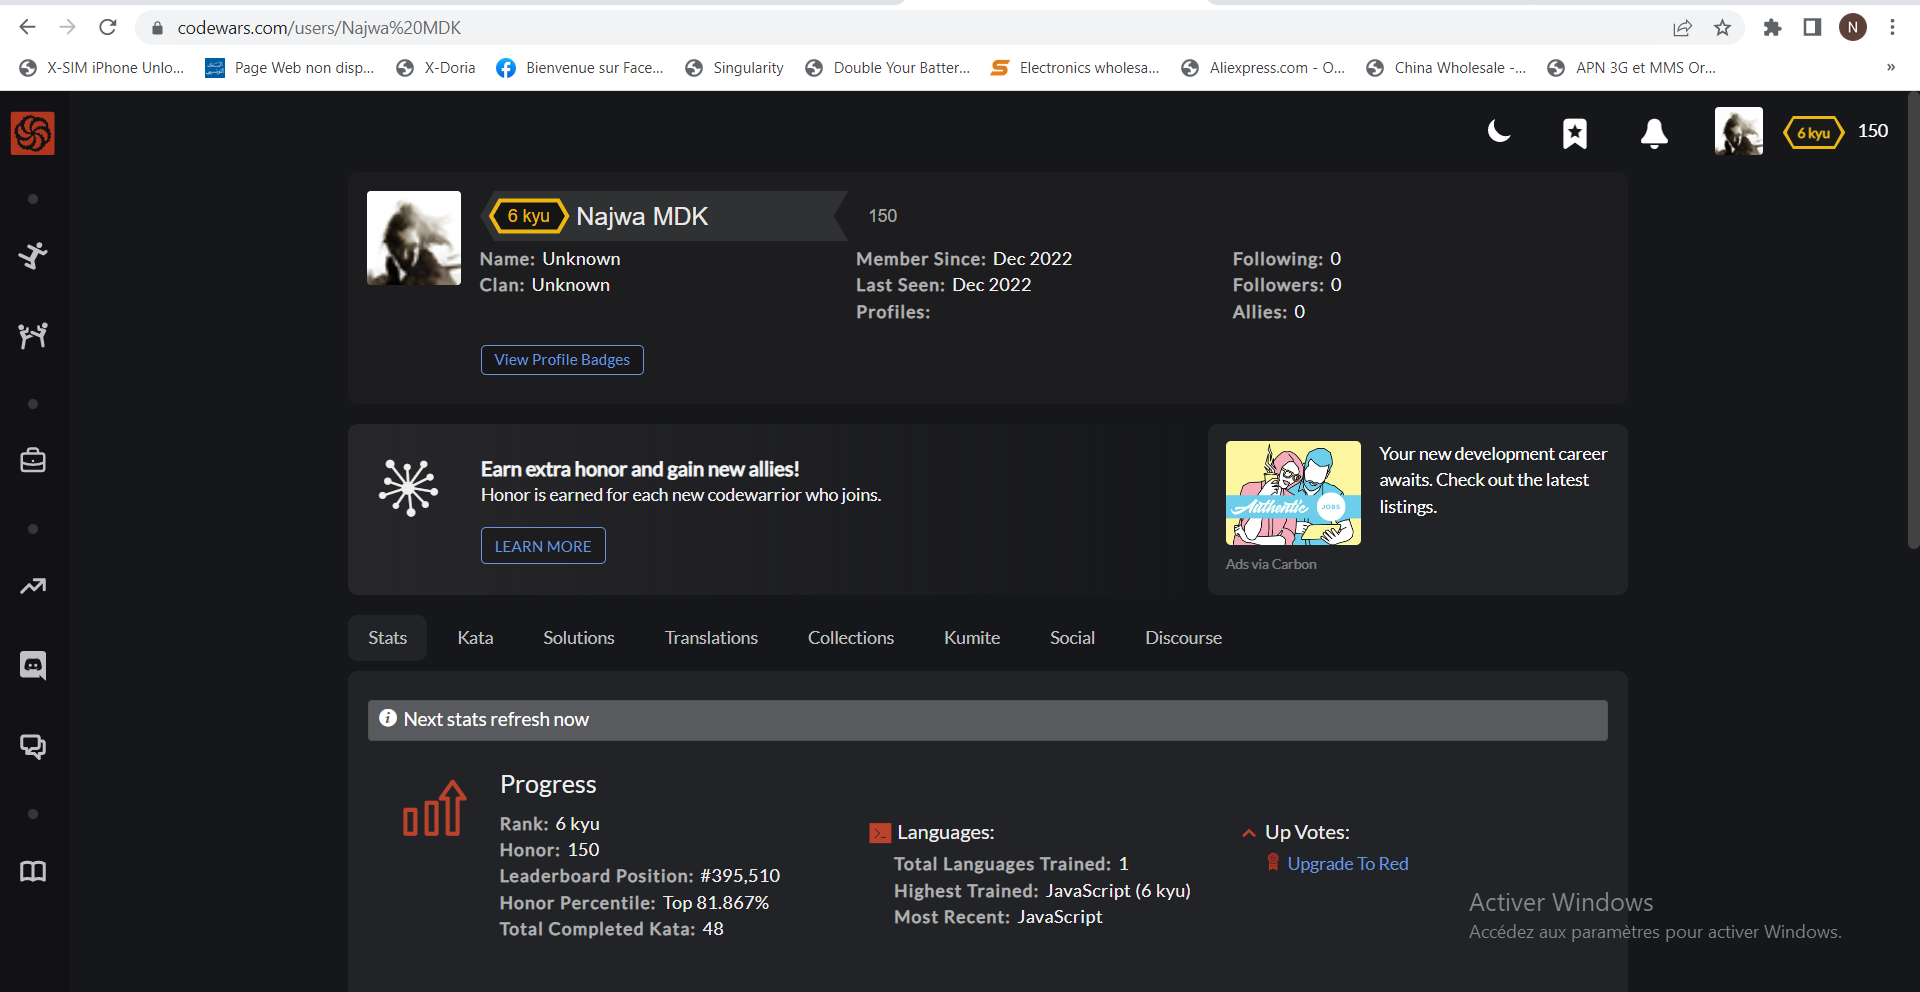 codewars.com/users/Najwa%20MDK
N
X-SIM iPhone Unlo...
Page Web non disp...
X-Doria
Bienvenue sur Face...
Singularity
Double Your Batter...
Electronics wholesa...
Aliexpress.com - O...
China Wholesale -...
APN 3G et MMS Or...
»
6 kyu
150
6 kyu
Najwa MDK
150
Name: Unknown
Clan: Unknown
Member Since: Dec 2022
Last Seen: Dec 2022
Profiles:
Following: 0
Followers: 0
Allies: 0
View Profile Badges
Earn extra honor and gain new allies!
Honor is earned for each new codewarrior who joins.
LEARN MORE
Authentic
JOBS
Your new development career
awaits. Check out the latest
listings.
Ads via Carbon
Stats
Kata
Solutions
Translations
Collections
Kumite
Social
Discourse
Next stats refresh now
Progress
Rank: 6 kyu
Honor: 150
Leaderboard Position: #395,510
Honor Percentile: Top 81.867%
Total Completed Kata: 48
Languages:
Total Languages Trained: 1
Highest Trained: JavaScript (6 kyu)
Most Recent: JavaScript
Up Votes:
Upgrade To Red
Activer Windows
Accédez aux paramètres pour activer Windows.